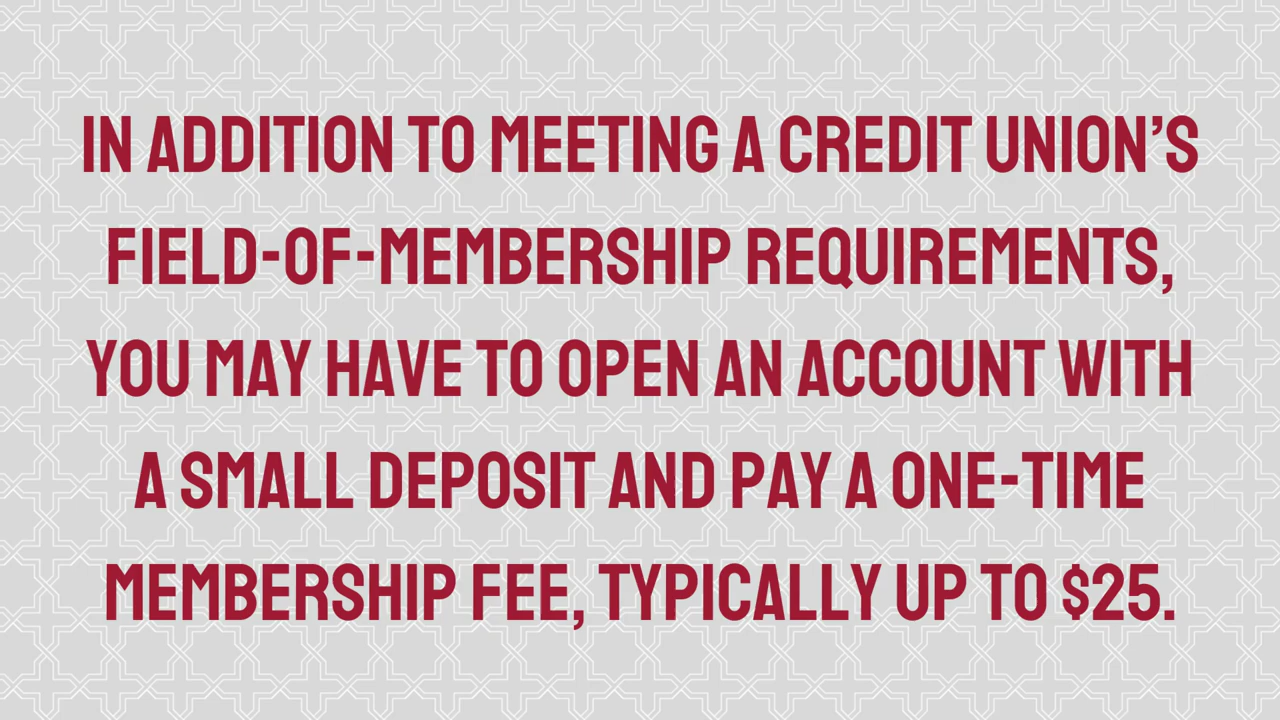 IN ADDITION TO MEETING A CREDIT UNION’S
FIELD-OF-MEMBERSHIP REQUIREMENTS,
YOU MAY HAVE TO OPEN AN ACCOUNT WITH
A SMALL DEPOSIT AND PAY A ONE-TIME
MEMBERSHIP FEE, TYPICALLY UP TO $25.